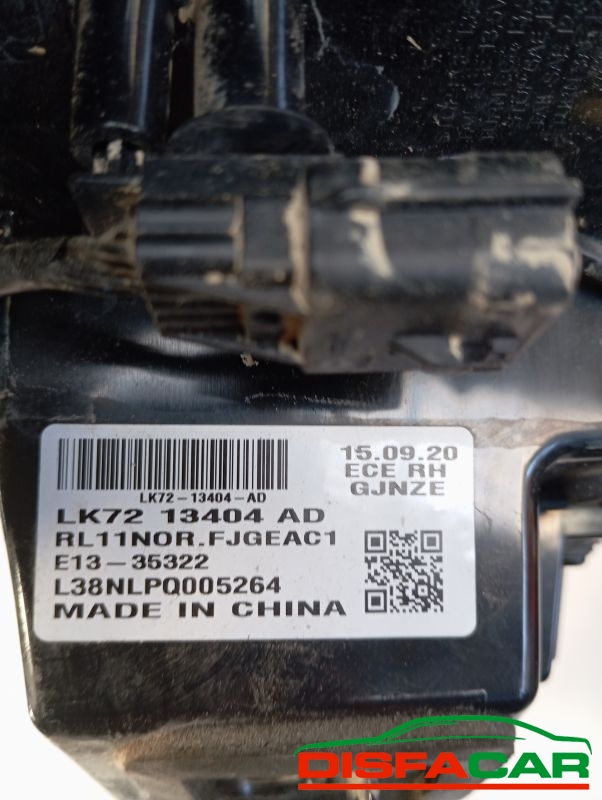 LK72-13404-AD
LK72 13404 AD
RL11NOR.FJGEAC1
E13-35322
L38NLPQ005264
MADE IN CHINA
15.09.20
ECE RH
GJNZE
DISFACAR